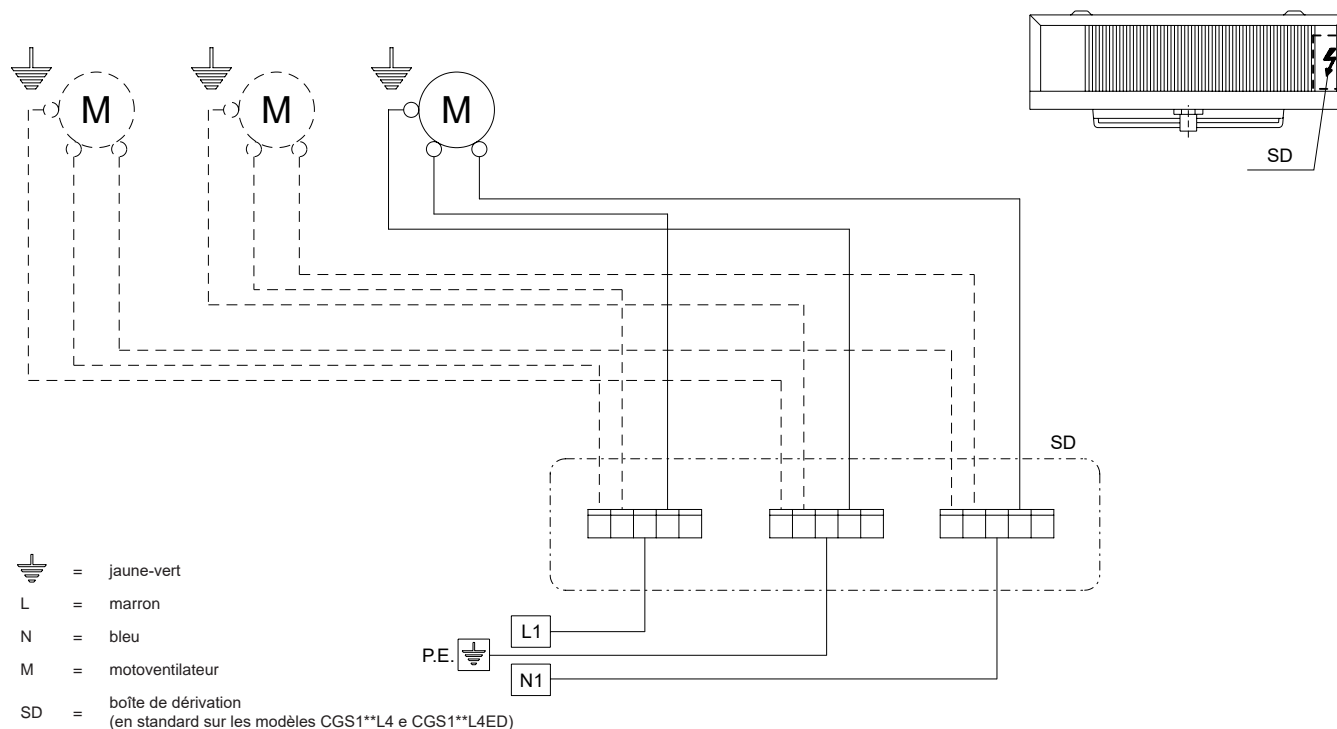 M
M
M
SD
SD
L1
P.E.
N1
= jaune-vert
L = marron
N = bleu
M = motoventilateur
SD = boîte de dérivation
(en standard sur les modèles CGS1**L4 e CGS1**L4ED)